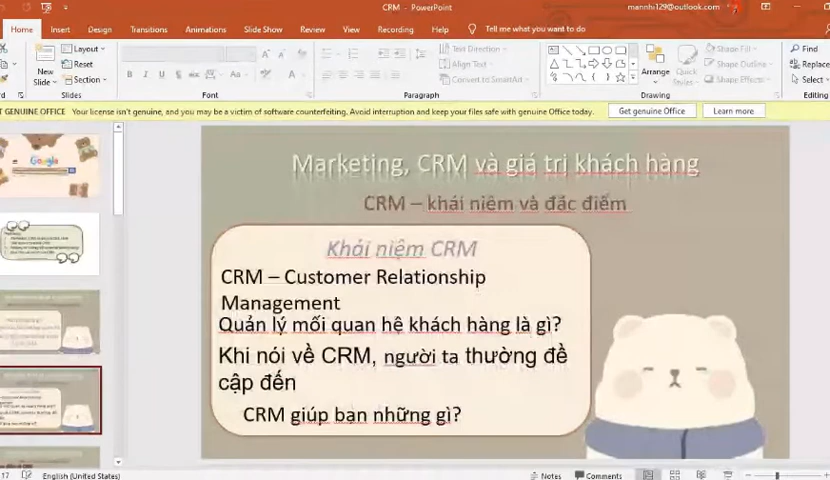 CRM - PowerPoint
mannhi129@outlook.com
Home Insert Design Transitions Animations Slide Show Review View Recording Help Tell me what you want to do
New Slide
Layout
Reset
Section
Slides
Font
Paragraph
Text Direction
Align Text
Convert to SmartArt
Arrange
Quick Styles
Shape Fill
Shape Outline
Shape Effects
Drawing
Find
Replace
Select
Editing
GENUINE OFFICE Your license isn't genuine, and you may be a victim of software counterfeiting. Avoid interruption and keep your files safe with genuine Office today.
Get genuine Office
Learn more
Google
Marketing, CRM và giá trị khách hàng
CRM – khái niệm và đặc điểm
Khái niệm CRM
CRM – Customer Relationship
Management
Quản lý mối quan hệ khách hàng là gì?
Khi nói về CRM, người ta thường đề
cập đến
CRM giúp bạn những gì?
17 English (United States)
Notes Comments